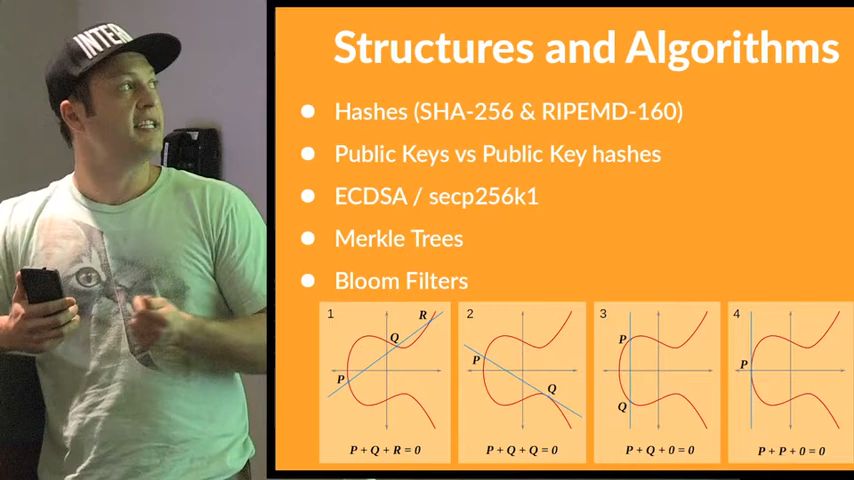 INTER
Structures and Algorithms
Hashes (SHA-256 & RIPEMD-160)
Public Keys vs Public Key hashes
ECDSA / secp256k1
Merkle Trees
Bloom Filters
1
R
Q
P
P + Q + R = 0
2
P
Q
P + Q + Q = 0
3
P
Q
P + Q + 0 = 0
4
P
P + P + 0 = 0